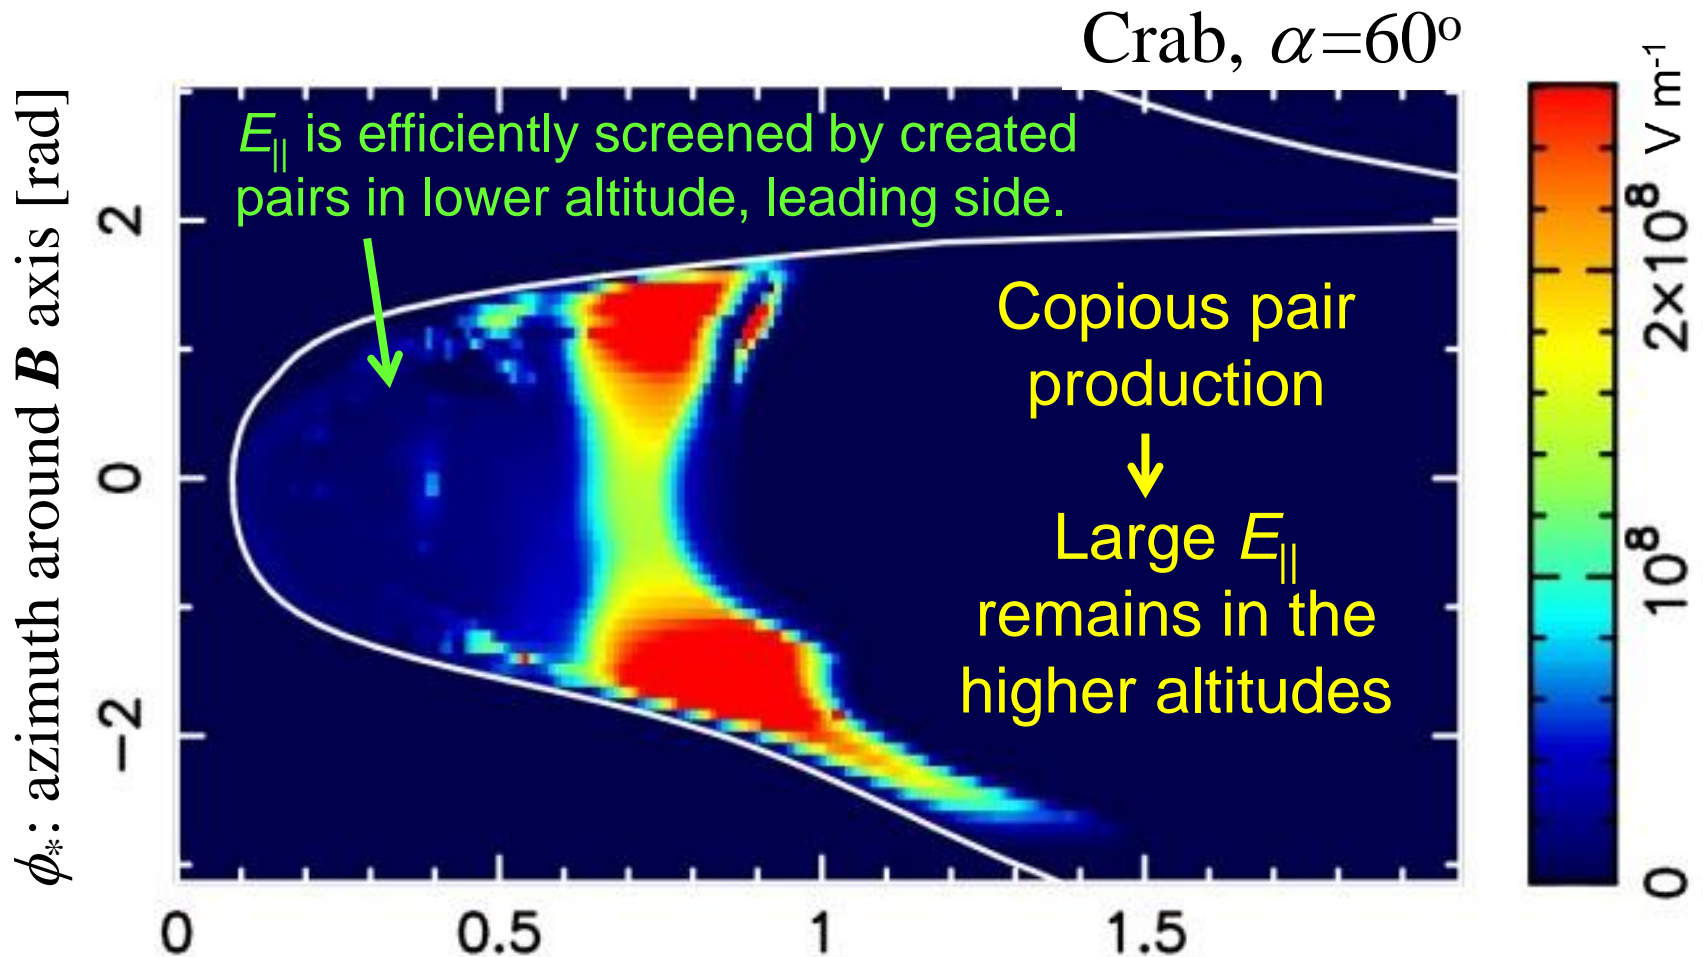 Crab, α=60°
E|| is efficiently screened by created
pairs in lower altitude, leading side.
Copious pair
production
Large E||
remains in the
higher altitudes
ϕ*: azimuth around B axis [rad]
2
0
−2
0
0.5
1
1.5
0
10⁸
2×10⁸
V m⁻¹